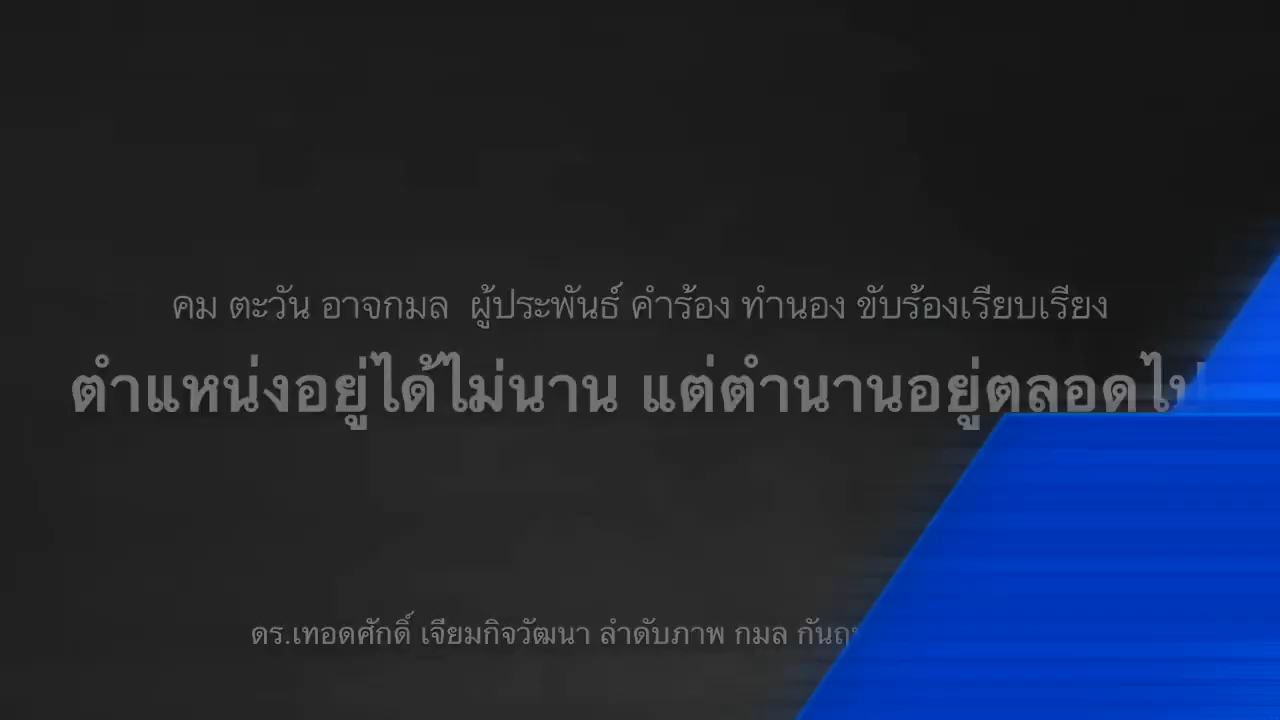 คม ตะวัน อาจกมล ผู้ประพันธ์ คำร้อง ทำนอง ขับร้องเรียบเรียง
ตำแหน่งอยู่ได้ไม่นาน แต่ตำนานอยู่ตลอดไป
ดร.เทอดศักดิ์ เจียมกิจวัฒนา ลำดับภาพ กมล